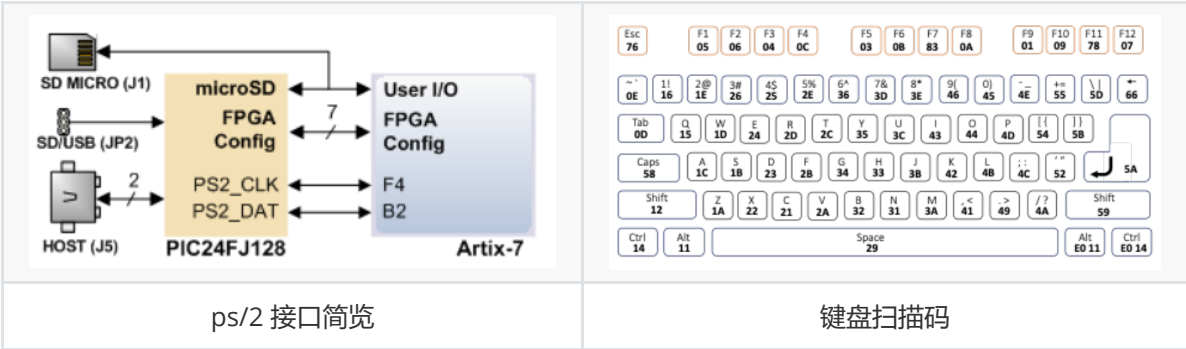 SD MICRO (J1)
microSD
User I/O
FPGA
Config
7
FPGA
Config
SD/USB (JP2)
2
PS2_CLK
F4
PS2_DAT
B2
HOST (J5)
PIC24FJ128
Artix-7
ps/2 接口简览
Esc F1 F2 F3 F4 F5 F6 F7 F8 F9 F10 F11 F12
76 05 06 04 0C 03 0B 83 0A 01 09 78 07
~ ` 1! 2@ 3# 4$ 5% 6^ 7& 8* 9( 0) - _ += \ | ←
0E 16 1E 26 25 2E 36 3D 3E 46 45 4E 55 5D 66
Tab Q W E R T Y U I O P [ { ] }
0D 15 1D 24 2D 2C 35 3C 43 44 4D 54 5B
Caps A S D F G H J K L ; : ' "
58 1C 1B 23 2B 34 33 3B 42 4B 4C 52 5A
Shift Z X C V B N M , < . > / ? Shift
12 1A 22 21 2A 32 31 3A 41 49 4A 59
Ctrl Alt Space Alt Ctrl
14 11 29 E0 11 E0 14
键盘扫描码